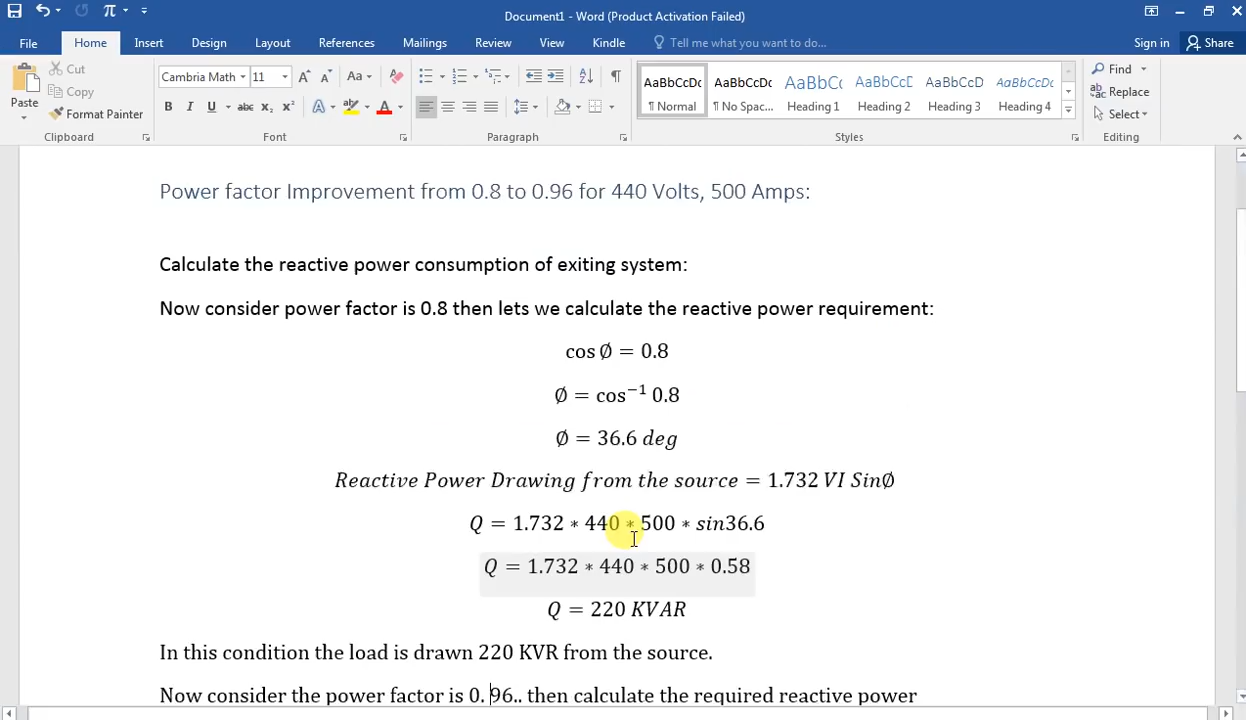 Document1 - Word (Product Activation Failed)
File Home Insert Design Layout References Mailings Review View Kindle Tell me what you want to do... Sign in Share
Paste
Cut
Copy
Format Painter
Clipboard
Cambria Math 11
Font
Paragraph
AaBbCcDc AaBbCcDc AaBbCc AaBbCcD AaBbCcDc AaBbCcDc
¶ Normal ¶ No Spac... Heading 1 Heading 2 Heading 3 Heading 4
Styles
Find
Replace
Select
Editing
Power factor Improvement from 0.8 to 0.96 for 440 Volts, 500 Amps:
Calculate the reactive power consumption of exiting system:
Now consider power factor is 0.8 then lets we calculate the reactive power requirement:
cos ∅ = 0.8
∅ = cos⁻¹ 0.8
∅ = 36.6 deg
Reactive Power Drawing from the source = 1.732 VI Sin∅
Q = 1.732 * 440 * 500 * sin36.6
Q = 1.732 * 440 * 500 * 0.58
Q = 220 KVAR
In this condition the load is drawn 220 KVR from the source.
Now consider the power factor is 0. 96.. then calculate the required reactive power